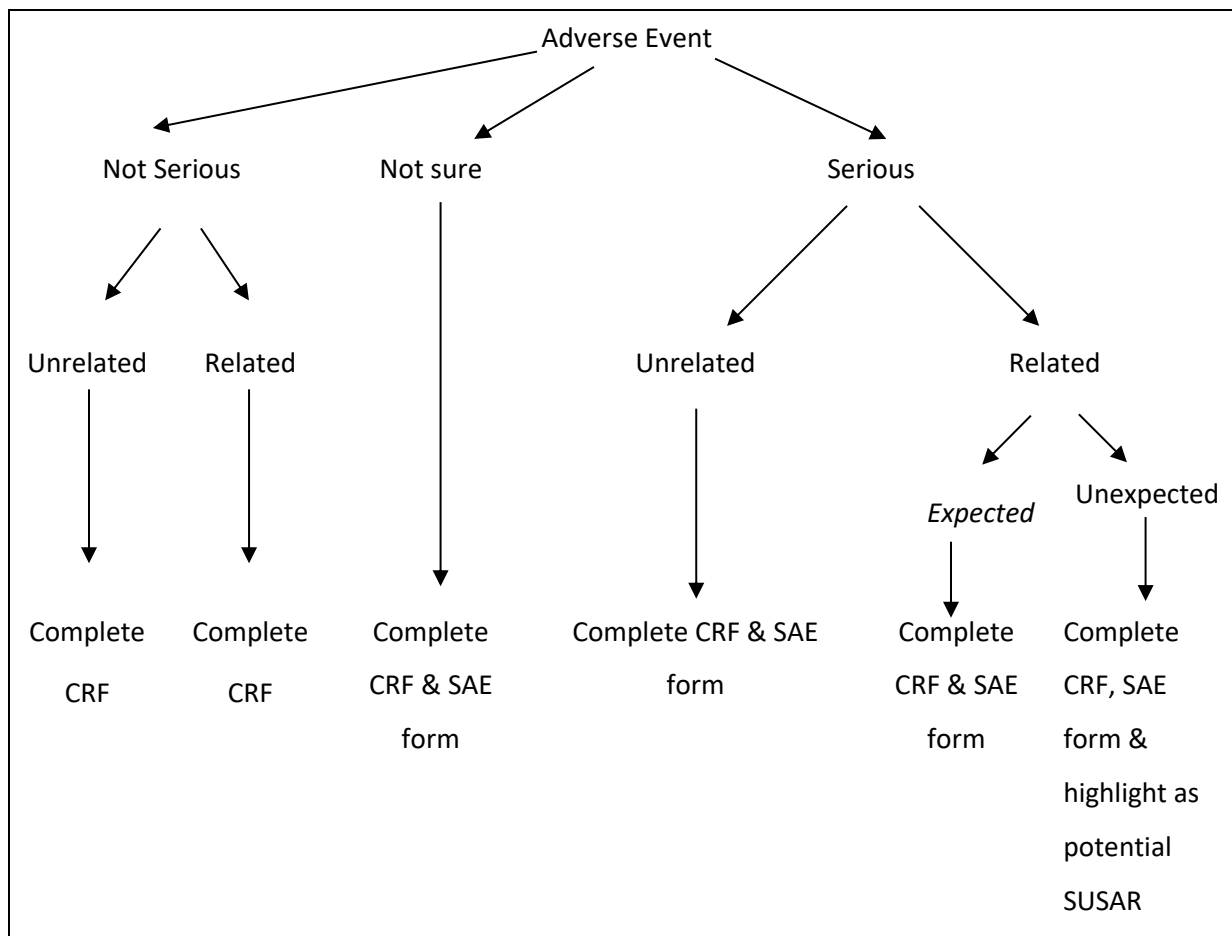 Adverse Event
Not Serious
Not sure
Serious
Unrelated
Related
Unrelated
Related
Expected
Unexpected
Complete
CRF
Complete
CRF
Complete
CRF & SAE
form
Complete CRF & SAE
form
Complete
CRF & SAE
form
Complete
CRF, SAE
form &
highlight as
potential
SUSAR